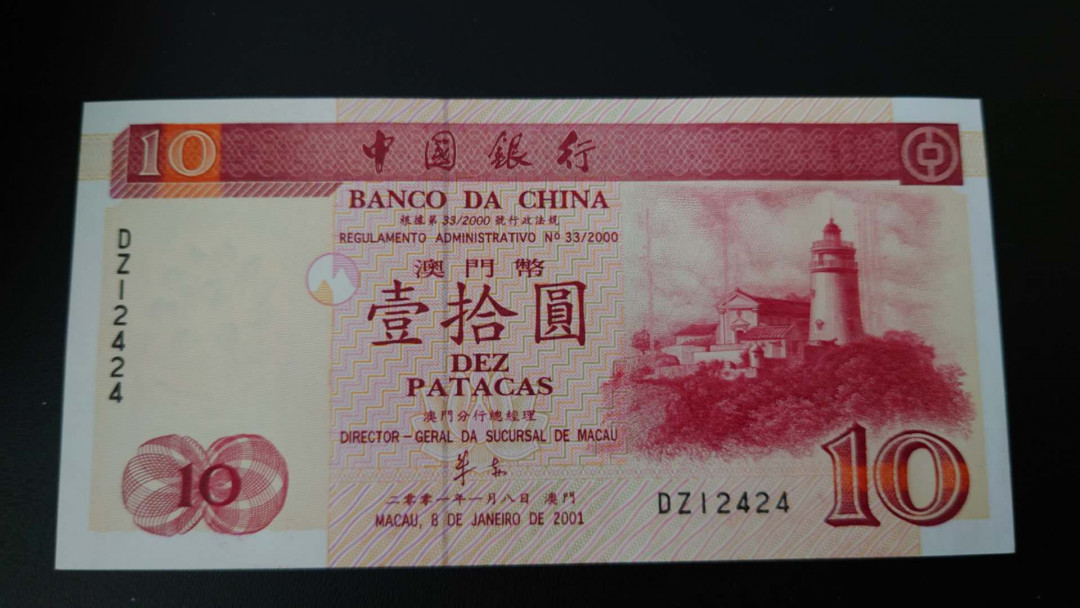 10
中國銀行
BANCO DA CHINA
根據第33/2000號行政法規
REGULAMENTO ADMINISTRATIVO Nº 33/2000
澳門幣
壹拾圓
DEZ
PATACAS
澳門分行總經理
DIRECTOR-GERAL DA SUCURSAL DE MACAU
二零零一年一月八日 澳門
MACAU, 8 DE JANEIRO DE 2001
DZ12424
10
DZ12424
10